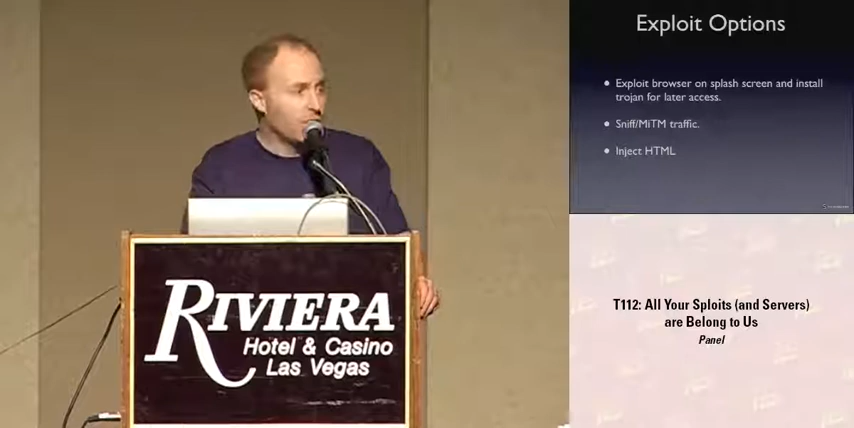 Exploit Options
Exploit browser on splash screen and install
trojan for later access.
Sniff/MiTM traffic.
Inject HTML
RIVIERA
Hotel & Casino
Las Vegas
T112: All Your Sploits (and Servers)
are Belong to Us
Panel